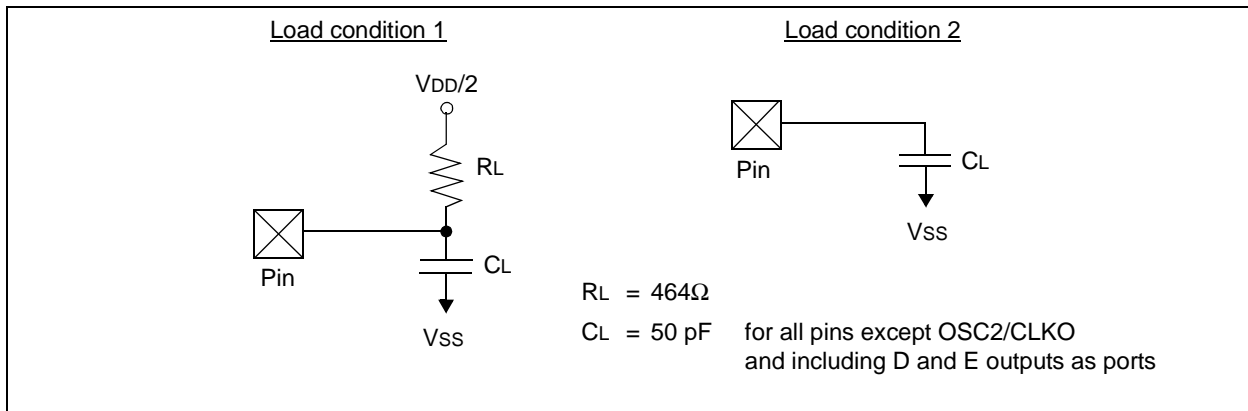 Load condition 1
VDD/2
RL
Pin
CL
VSS
Load condition 2
Pin
CL
VSS
RL = 464Ω
CL = 50 pF for all pins except OSC2/CLKO
and including D and E outputs as ports